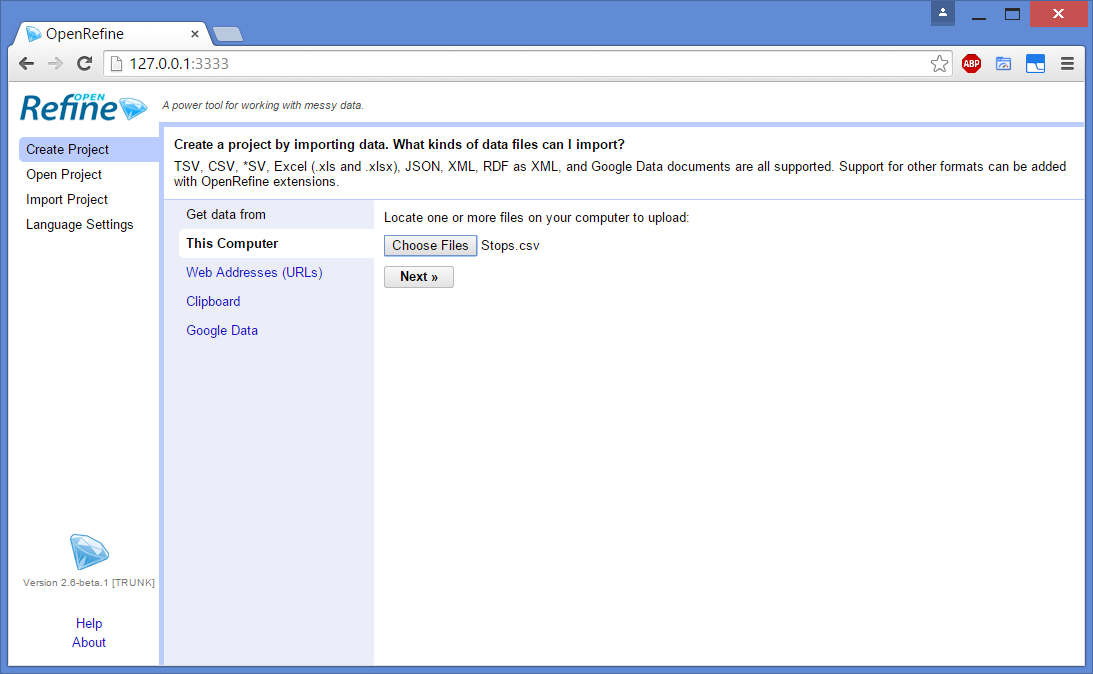 OpenRefine
127.0.0.1:3333
ABP
OPEN
Refine
A power tool for working with messy data.
Create Project
Open Project
Import Project
Language Settings
Create a project by importing data. What kinds of data files can I import?
TSV, CSV, *SV, Excel (.xls and .xlsx), JSON, XML, RDF as XML, and Google Data documents are all supported. Support for other formats can be added
with OpenRefine extensions.
Get data from
This Computer
Web Addresses (URLs)
Clipboard
Google Data
Locate one or more files on your computer to upload:
Choose Files Stops.csv
Next »
Version 2.6-beta.1 [TRUNK]
Help
About